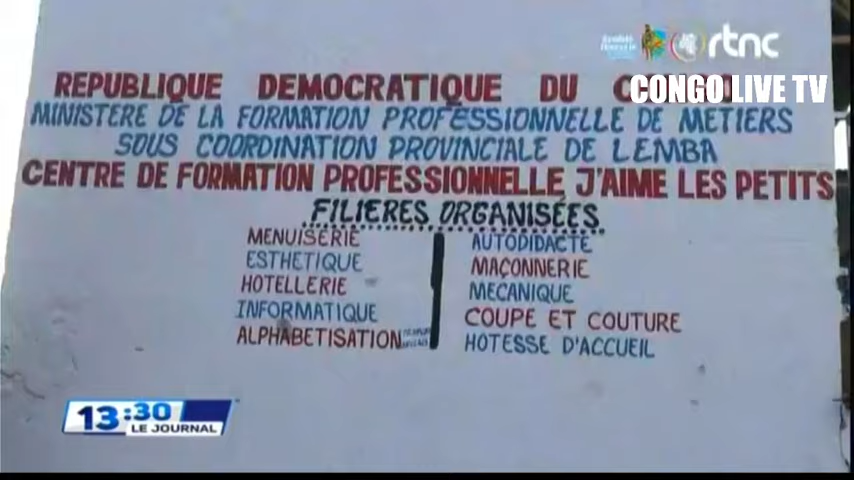 rtnc
CONGO LIVE TV
REPUBLIQUE DEMOCRATIQUE DU
MINISTERE DE LA FORMATION PROFESSIONNELLE DE METIERS
SOUS COORDINATION PROVINCIALE DE LEMBA
CENTRE DE FORMATION PROFESSIONNELLE J'AIME LES PETITS
FILIERES ORGANISÉES
MENUISERIE
ESTHETIQUE
HOTELLERIE
INFORMATIQUE
ALPHABETISATION
AUTODIDACTE
MAÇONNERIE
MECANIQUE
COUPE ET COUTURE
HOTESSE D'ACCUEIL
13:30
LE JOURNAL